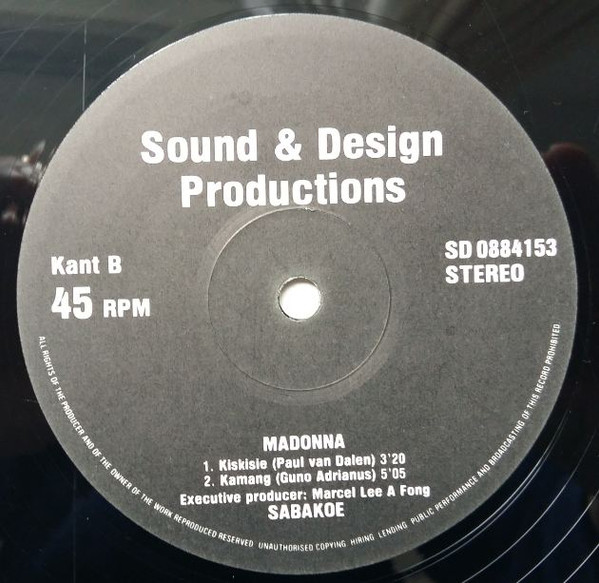 Sound & Design
Productions
Kant B
45 RPM
SD 0884153
STEREO
MADONNA
1. Kiskisie (Paul van Dalen) 3'20
2. Kamang (Guno Adrianus) 5'05
Executive producer: Marcel Lee A Fong
SABAKOE
ALL RIGHTS OF THE PRODUCER AND OF THE OWNER OF THE WORK REPRODUCED RESERVED UNAUTHORISED COPYING HIRING LENDING PUBLIC PERFORMANCE AND BROADCASTING OF THIS RECORD PROHIBITED